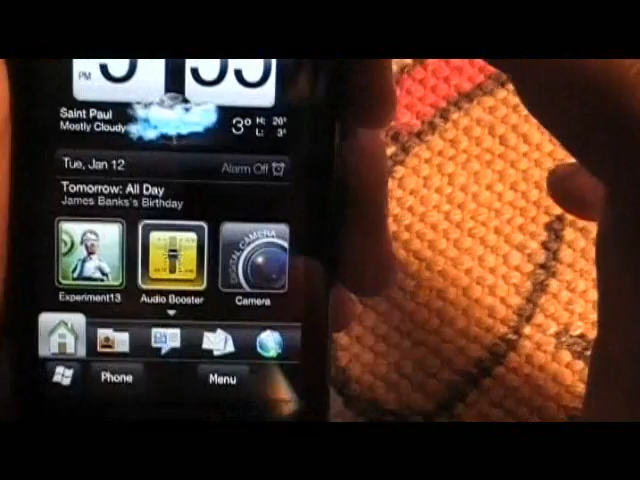 PM
Saint Paul
Mostly Cloudy
3° H: 20°
L: 3°
Tue, Jan 12
Alarm Off
Tomorrow: All Day
James Banks's Birthday
DIGITAL CAMERA
Experiment13
Audio Booster
Camera
Phone
Menu